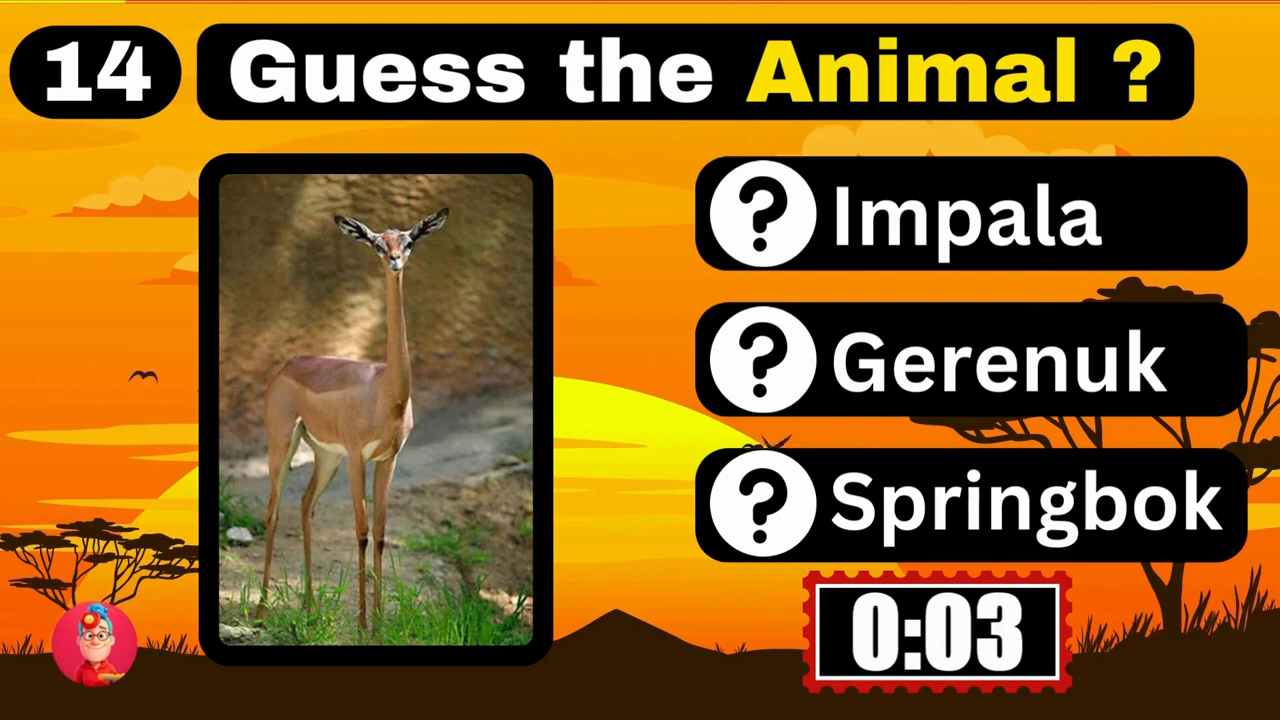 14
Guess the Animal ?
? Impala
? Gerenuk
? Springbok
0:03